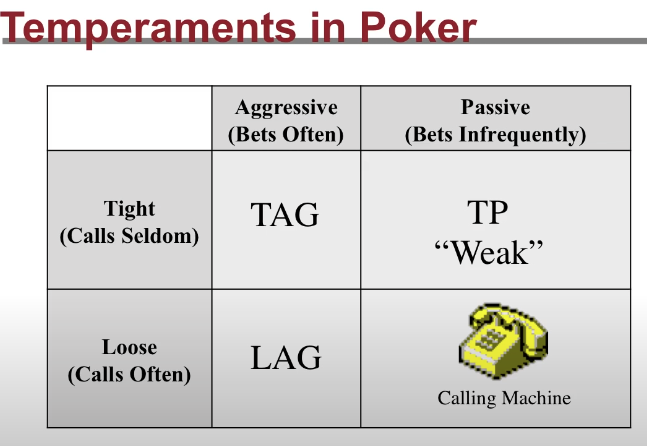 Temperaments in Poker
Aggressive
(Bets Often)
Passive
(Bets Infrequently)
Tight
(Calls Seldom)
TAG
TP
“Weak”
Loose
(Calls Often)
LAG
Calling Machine